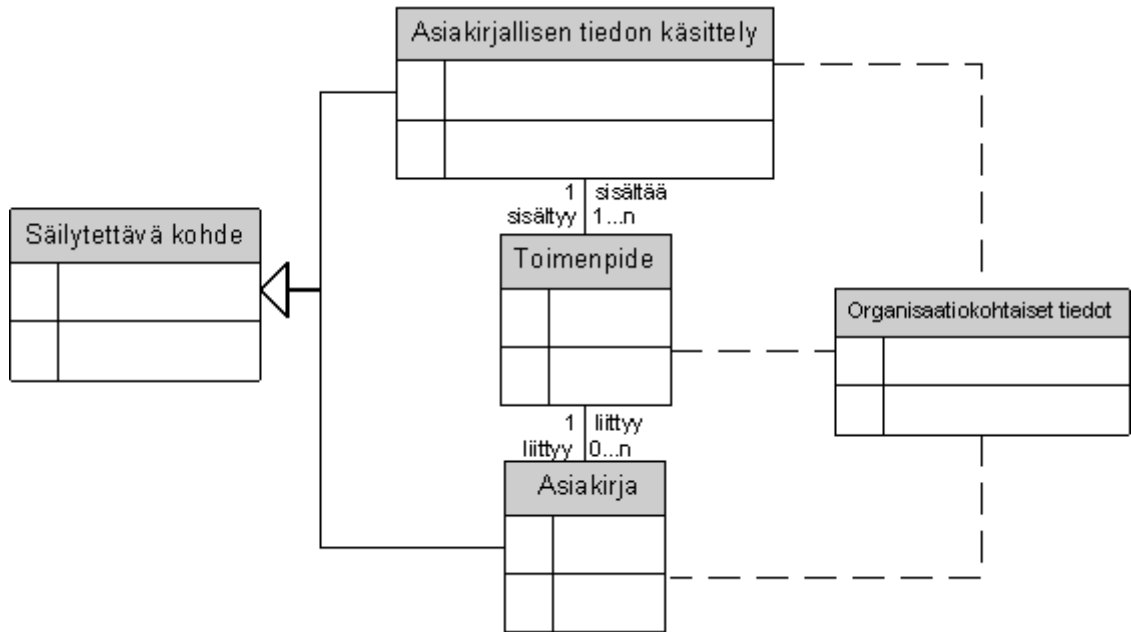 Asiakirjallisen tiedon käsittely
1 sisältää
sisältyy 1...n
Säilytettävä kohde
Toimenpide
Organisaatiokohtaiset tiedot
1 liittyy
liittyy 0...n
Asiakirja